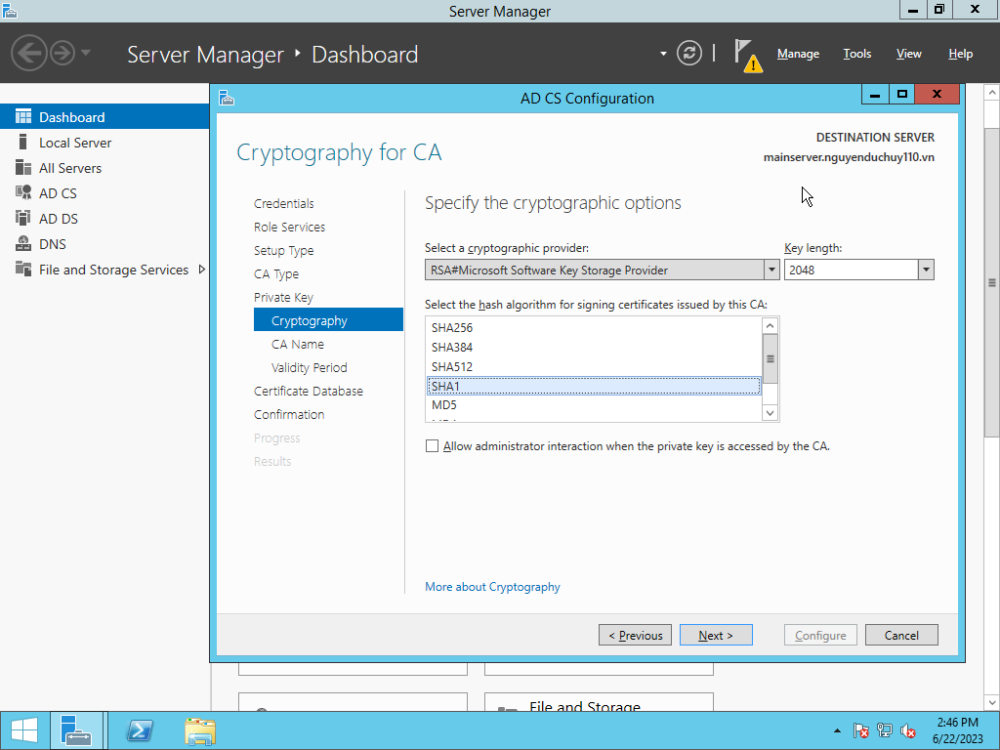 Server Manager
Server Manager Dashboard
Manage Tools View Help
Dashboard
Local Server
All Servers
AD CS
AD DS
DNS
File and Storage Services
AD CS Configuration
Cryptography for CA
DESTINATION SERVER
mainserver.nguyenduchuy110.vn
Credentials
Role Services
Setup Type
CA Type
Private Key
Cryptography
CA Name
Validity Period
Certificate Database
Confirmation
Progress
Results
Specify the cryptographic options
Select a cryptographic provider:
Key length:
RSA#Microsoft Software Key Storage Provider
2048
Select the hash algorithm for signing certificates issued by this CA:
SHA256
SHA384
SHA512
SHA1
MD5
Allow administrator interaction when the private key is accessed by the CA.
More about Cryptography
< Previous
Next >
Configure
Cancel
File and Storage
2:46 PM
6/22/2023